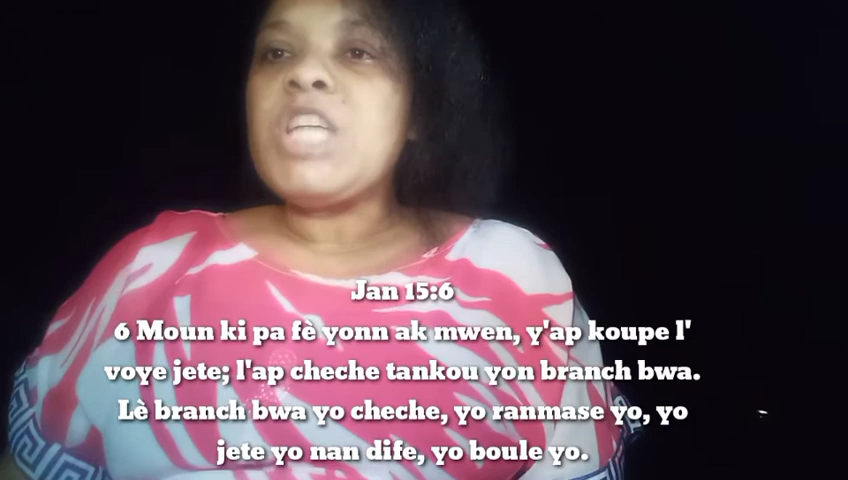 Jan 15:6
6 Moun ki pa fè yonn ak mwen, y'ap koupe l'
voye jete; l'ap cheche tankou yon branch bwa.
Lè branch bwa yo cheche, yo ranmase yo, yo
jete yo nan dife, yo boule yo.